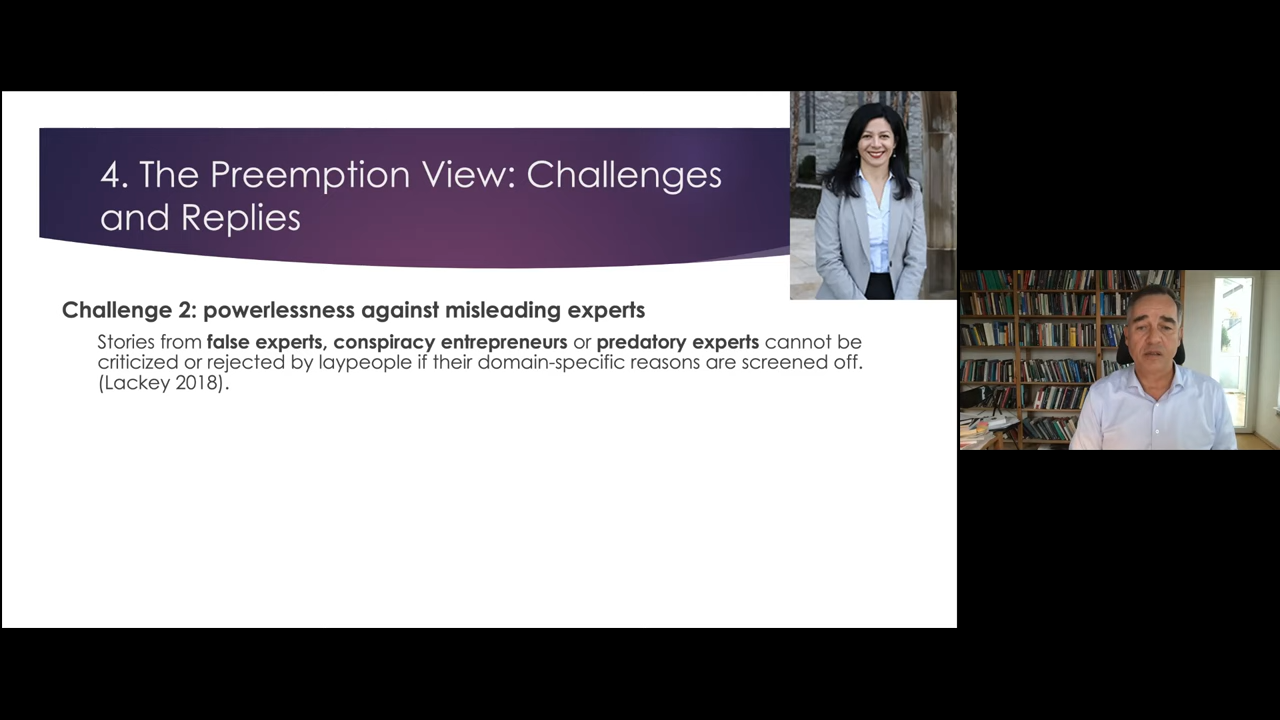 4. The Preemption View: Challenges
and Replies
Challenge 2: powerlessness against misleading experts
Stories from false experts, conspiracy entrepreneurs or predatory experts cannot be
criticized or rejected by laypeople if their domain-specific reasons are screened off.
(Lackey 2018).